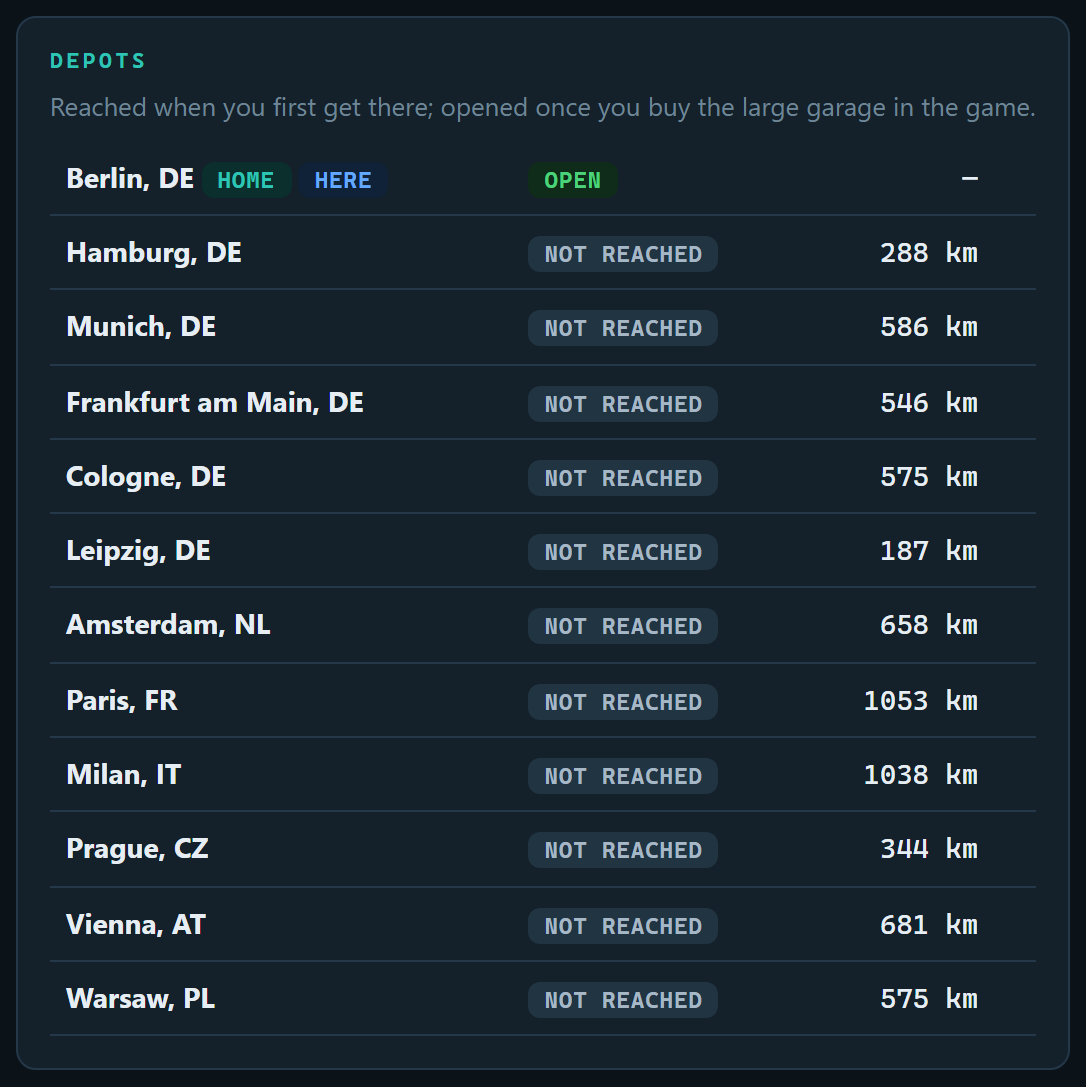 DEPOTS
Reached when you first get there; opened once you buy the large garage in the game.
Berlin, DE HOME HERE OPEN –
Hamburg, DE NOT REACHED 288 km
Munich, DE NOT REACHED 586 km
Frankfurt am Main, DE NOT REACHED 546 km
Cologne, DE NOT REACHED 575 km
Leipzig, DE NOT REACHED 187 km
Amsterdam, NL NOT REACHED 658 km
Paris, FR NOT REACHED 1053 km
Milan, IT NOT REACHED 1038 km
Prague, CZ NOT REACHED 344 km
Vienna, AT NOT REACHED 681 km
Warsaw, PL NOT REACHED 575 km